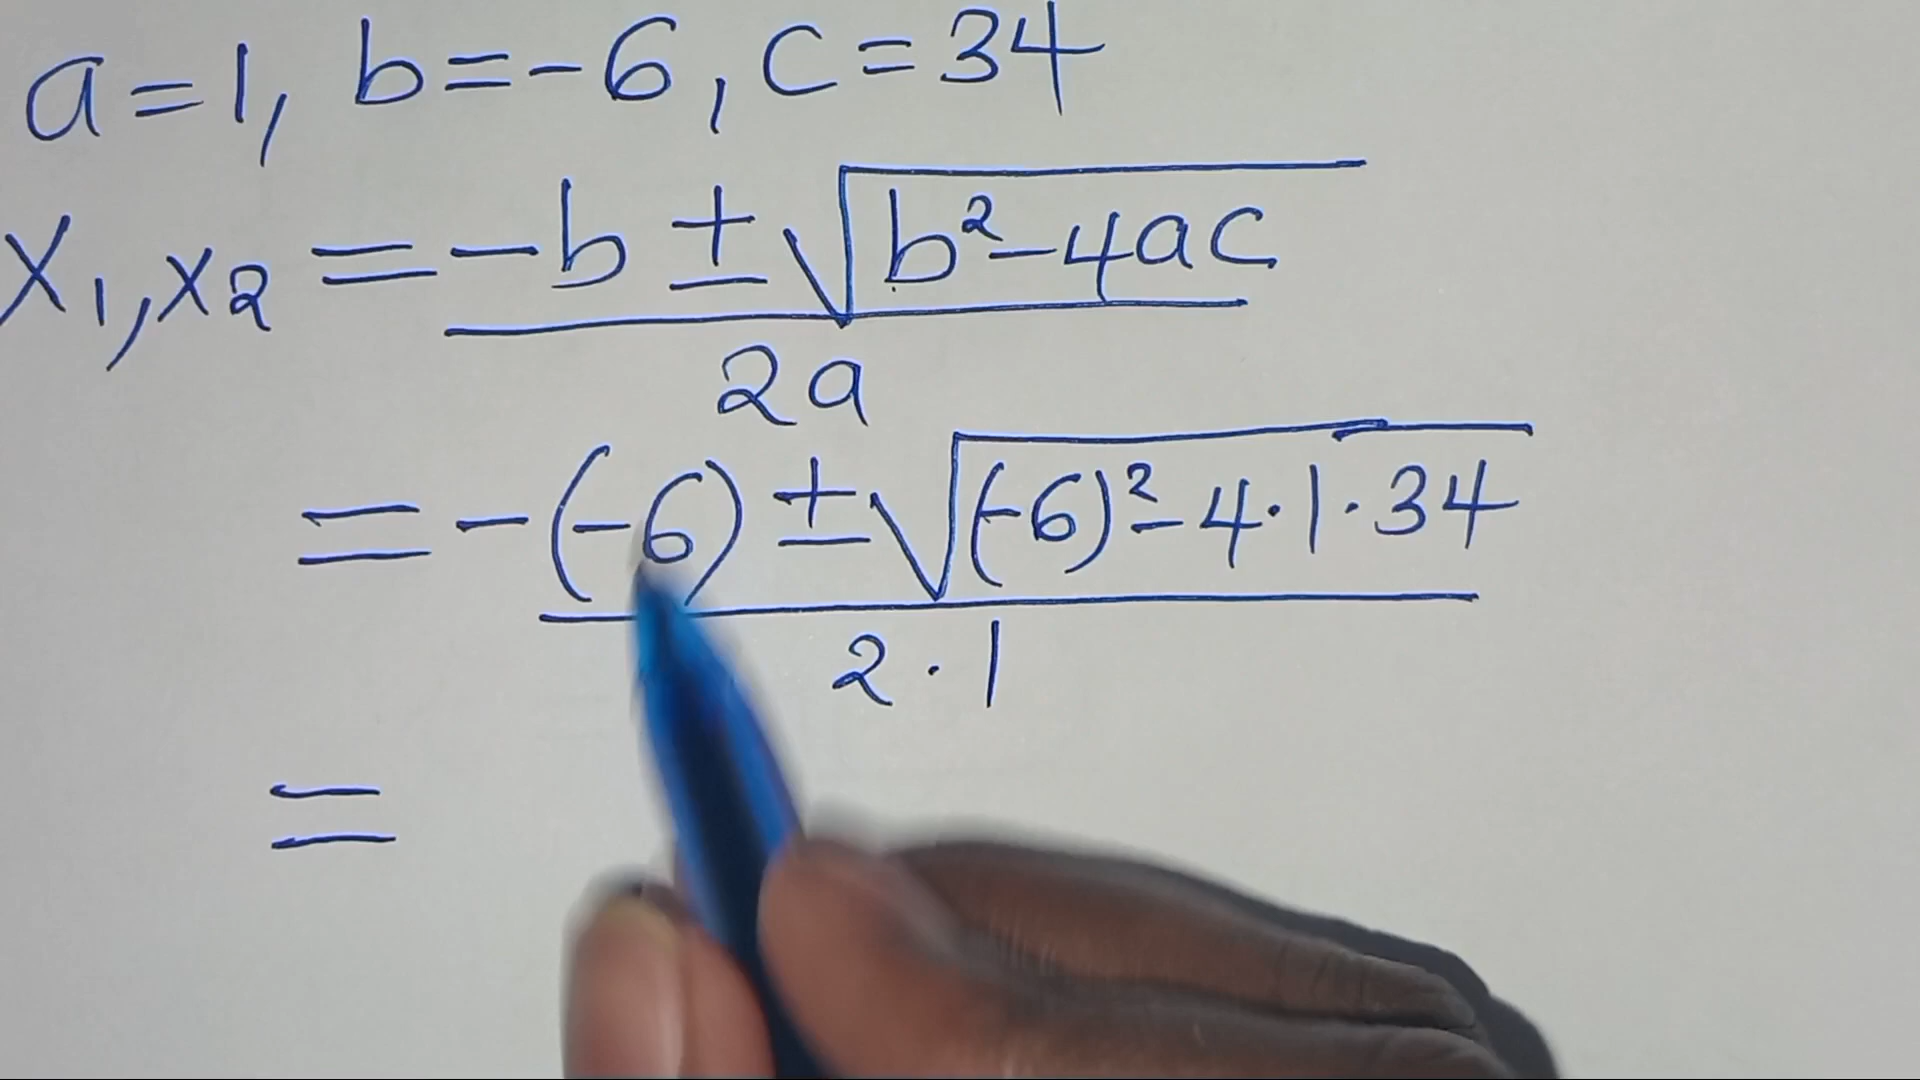 a=1, b=-6, c=34
x₁,x₂ = -b ± √(b²-4ac)
2a
= -(-6) ± √((-6)²-4·1·34)
2·1
=